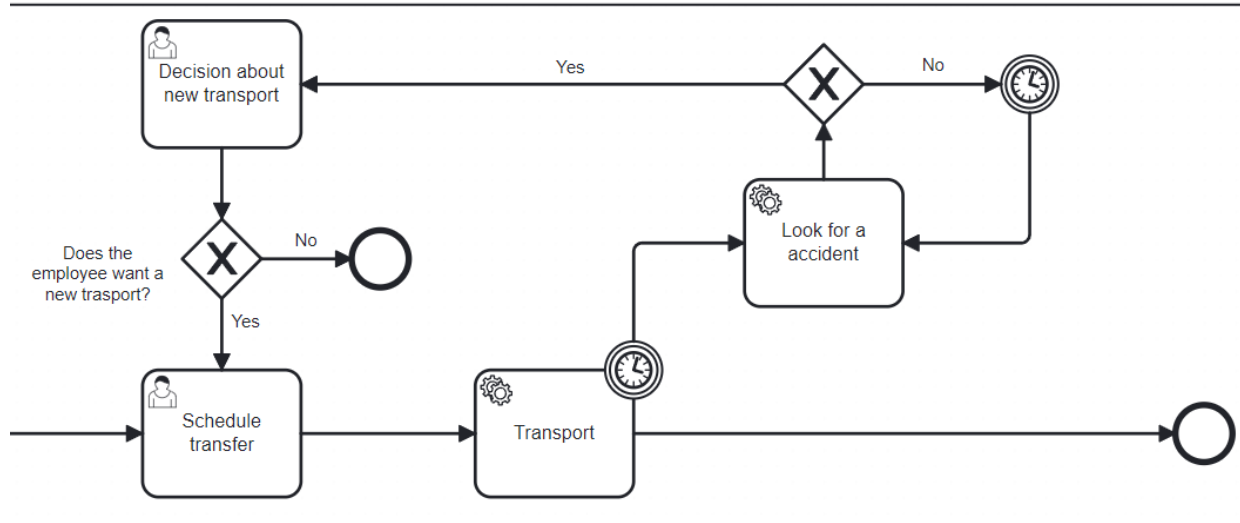 Decision about
new transport
Yes
No
Look for a
accident
Does the
employee want a
new trasport?
No
Yes
Schedule
transfer
Transport